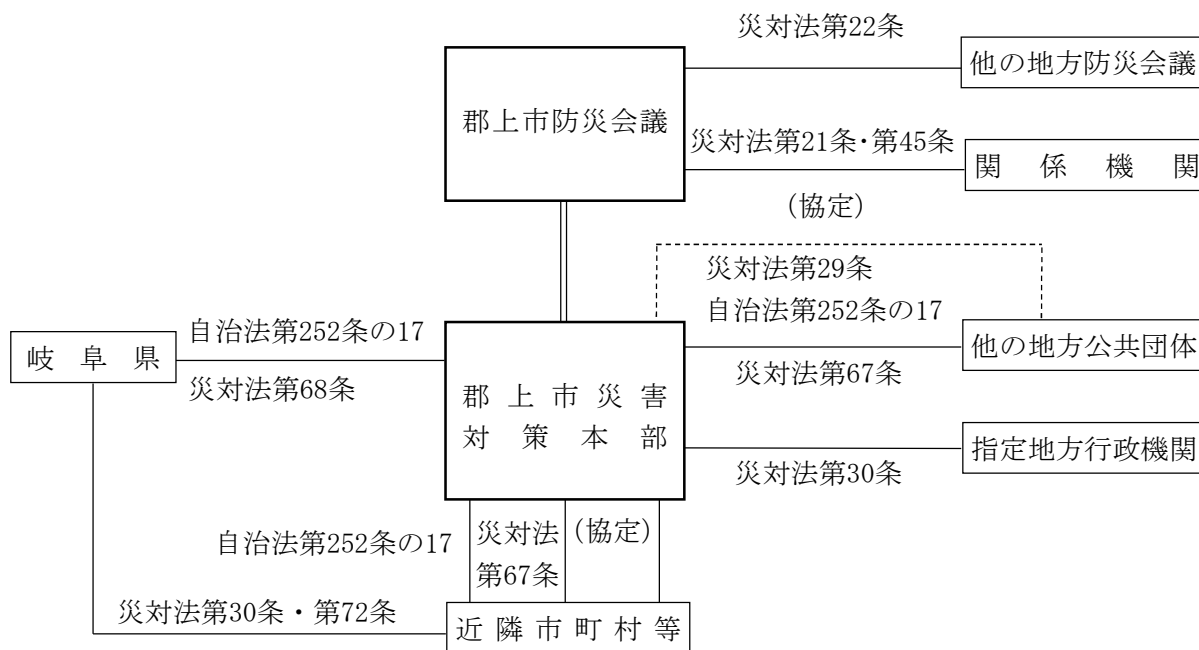 災対法第22条
他の地方防災会議
郡上市防災会議
災対法第21条・第45条
関係機関
(協定)
災対法第29条
自治法第252条の17
他の地方公共団体
災対法第67条
自治法第252条の17
岐阜県
災対法第68条
郡上市災害
対策本部
指定地方行政機関
災対法第30条
自治法第252条の17
災対法
第67条
(協定)
災対法第30条・第72条
近隣市町村等